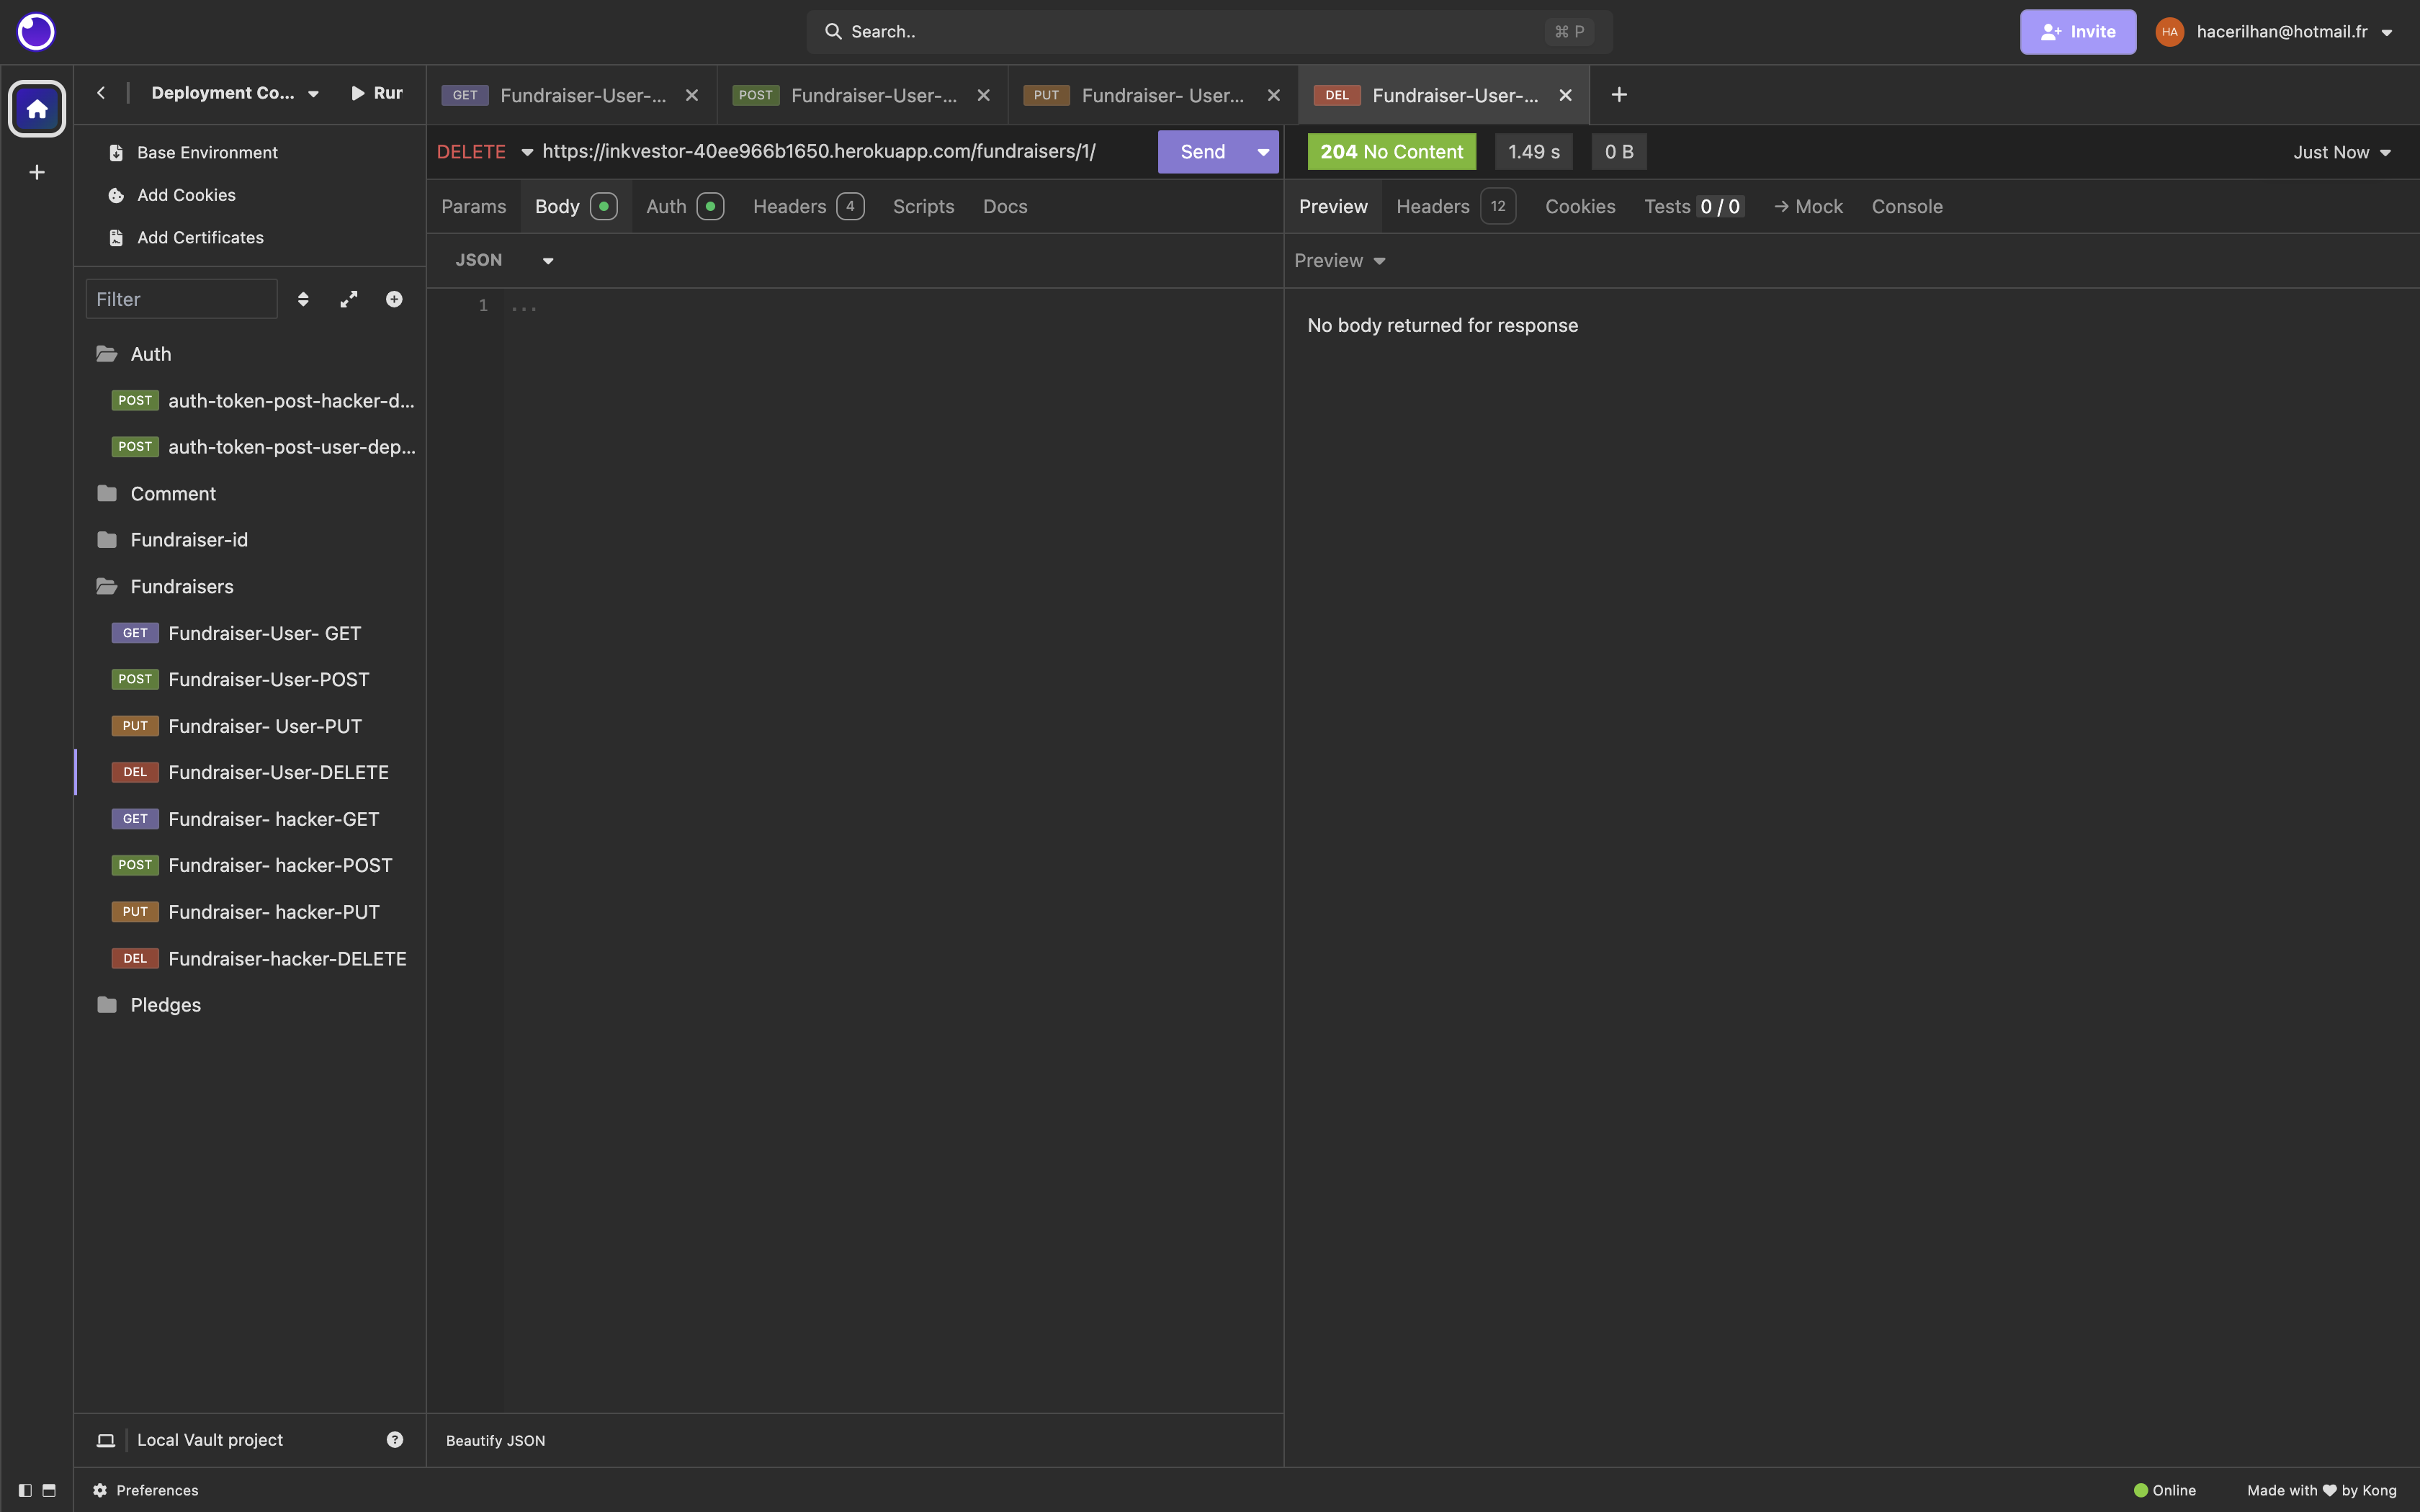 Search..
⌘ P
Invite
HA
hacerilhan@hotmail.fr
Deployment Co...
Rur
GET Fundraiser-User-...
POST Fundraiser-User-...
PUT Fundraiser- User...
DEL Fundraiser-User-...
Base Environment
Add Cookies
Add Certificates
Filter
Auth
POST auth-token-post-hacker-d...
POST auth-token-post-user-dep...
Comment
Fundraiser-id
Fundraisers
GET Fundraiser-User- GET
POST Fundraiser-User-POST
PUT Fundraiser- User-PUT
DEL Fundraiser-User-DELETE
GET Fundraiser- hacker-GET
POST Fundraiser- hacker-POST
PUT Fundraiser- hacker-PUT
DEL Fundraiser-hacker-DELETE
Pledges
Local Vault project
DELETE https://inkvestor-40ee966b1650.herokuapp.com/fundraisers/1/ Send
Params Body Auth Headers 4 Scripts Docs
JSON
1 ...
Beautify JSON
204 No Content 1.49 s 0 B Just Now
Preview Headers 12 Cookies Tests 0 / 0 → Mock Console
Preview
No body returned for response
Preferences
Online
Made with ♥ by Kong